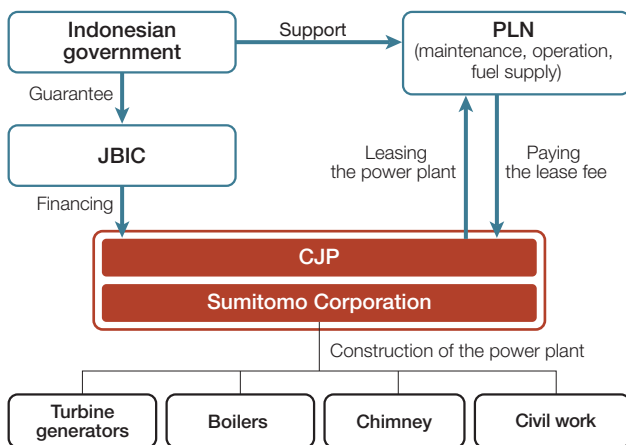 Indonesian
government
Support
PLN
(maintenance, operation,
fuel supply)
Guarantee
JBIC
Leasing
the power plant
Paying
the lease fee
Financing
CJP
Sumitomo Corporation
Construction of the power plant
Turbine
generators
Boilers
Chimney
Civil work